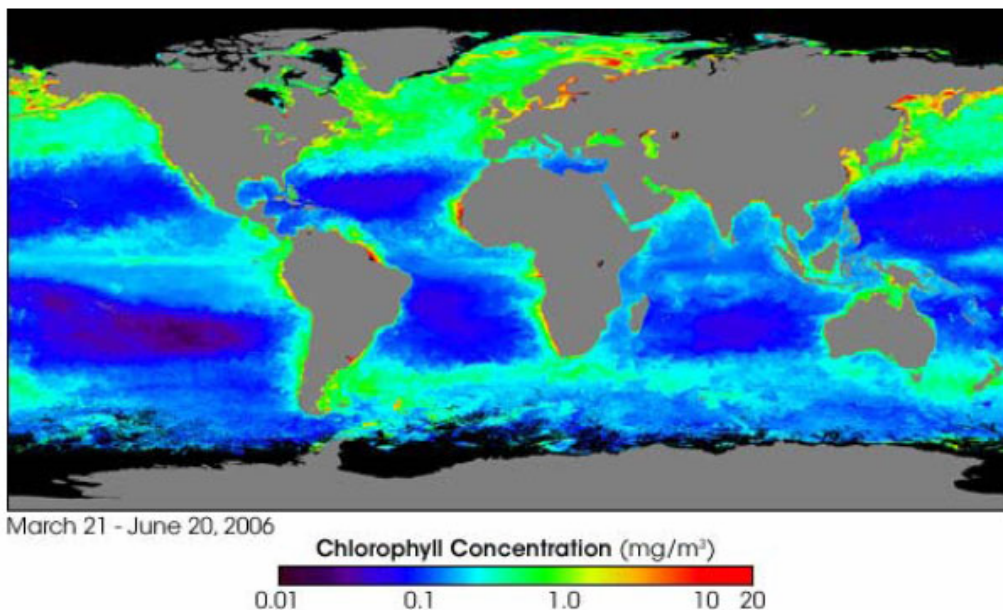 March 21 - June 20, 2006
Chlorophyll Concentration (mg/m³)
0.01 0.1 1.0 10 20